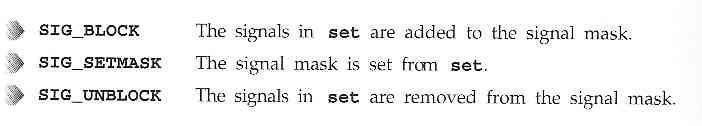 SIG_BLOCK The signals in set are added to the signal mask.
SIG_SETMASK The signal mask is set from set.
SIG_UNBLOCK The signals in set are removed from the signal mask.